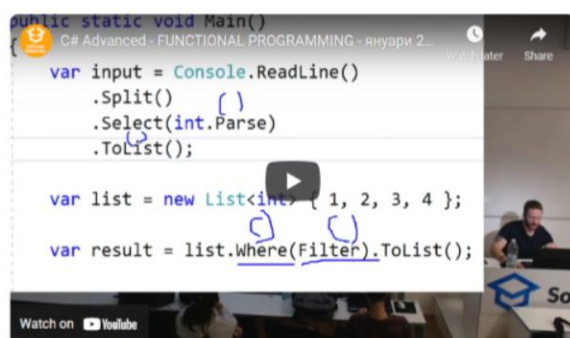 public static void Main()
C# Advanced - FUNCTIONAL PROGRAMMING - януари 2...
Watch later
Share
{
var input = Console.ReadLine()
.Split()
.Select(int.Parse)
.ToList();
var list = new List<int> { 1, 2, 3, 4 };
var result = list.Where(Filter).ToList();
So
Watch on YouTube